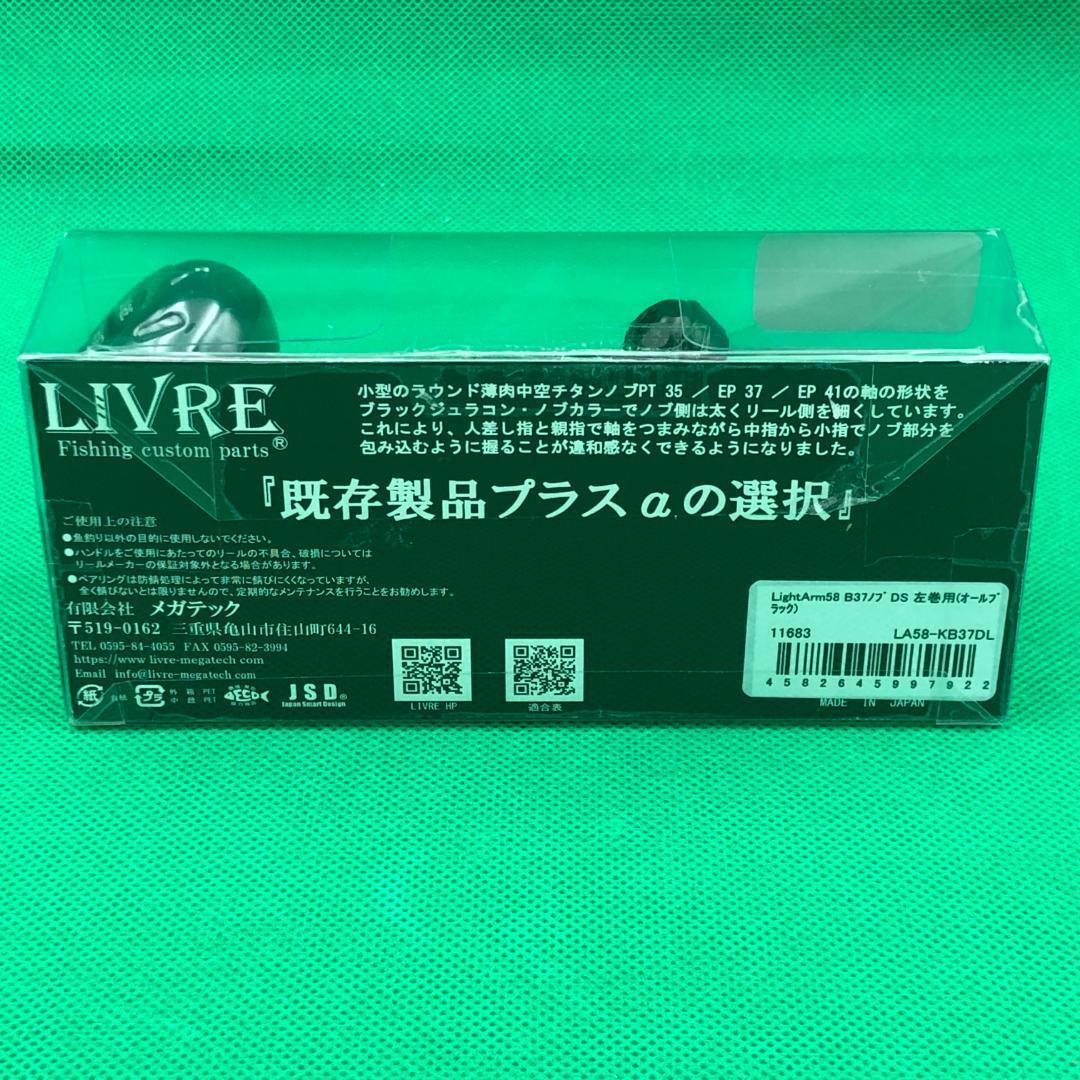 LIVRE
Fishing custom parts®
小型のラウンド薄肉中空チタンノブPT 35 / EP 37 / EP 41の軸の形状を
ブラックジュラコン・ノブカラーでノブ側は太くリール側を細くしています。
これにより、人差し指と親指で軸をつまみながら中指から小指でノブ部分を
包み込むように握ることが違和感なくできるようになりました。
『既存製品プラスαの選択』
ご使用上の注意
●魚釣り以外の目的に使用しないでください。
●ハンドルをご使用にあたってのリールの不具合、破損については
リールメーカーの保証対象外となる場合があります。
●ベアリングは防錆処理によって非常に錆びにくくなっていますが、
全く錆びないとは限りませんので、定期的なメンテナンスを行うことをお勧めします。
有限会社 メガテック
〒519-0162 三重県亀山市住山町644-16
TEL 0595-84-4055 FAX 0595-82-3994
https://www.livre-megatech.com
Email info@livre-megatech.com
紙
プラ
外箱 PET
中敷 PET
JSD®
Japan Smart Design
LIVRE HP
適合表
LightArm58 B37ノブ DS 左巻用(オールブ
ラック)
11683 LA58-KB37DL
4582645997922
MADE IN JAPAN